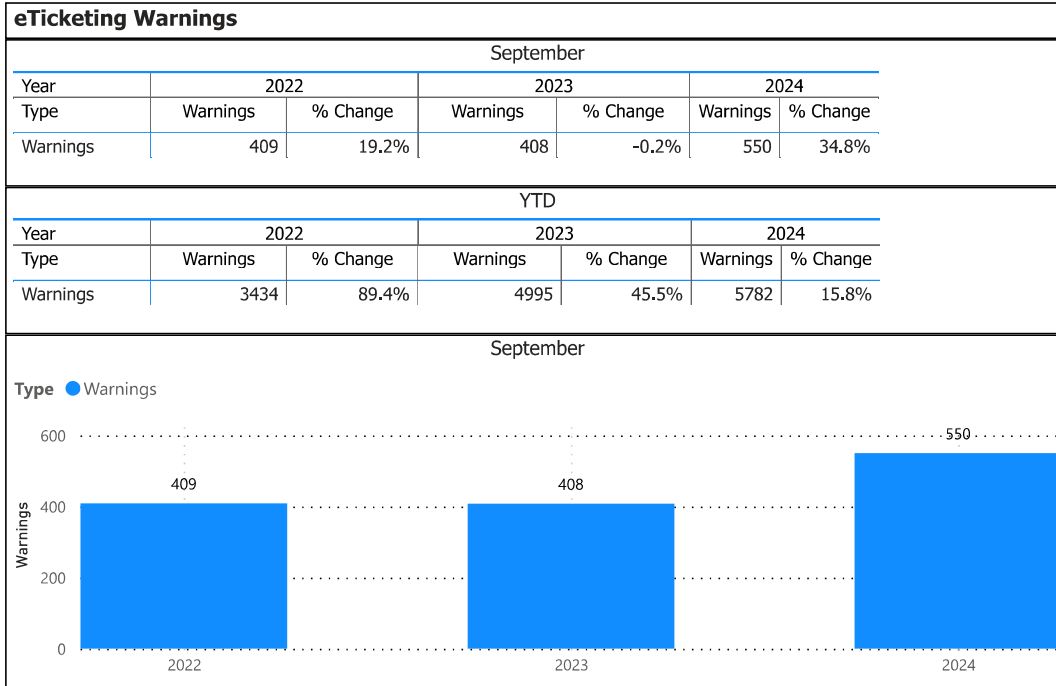 eTicketing Warnings
September
Year 2022 2023 2024
Type Warnings % Change Warnings % Change Warnings % Change
Warnings 409 19.2% 408 -0.2% 550 34.8%
YTD
Year 2022 2023 2024
Type Warnings % Change Warnings % Change Warnings % Change
Warnings 3434 89.4% 4995 45.5% 5782 15.8%
September
Type Warnings
600
550
409
408
400
Warnings
200
0
2022 2023 2024